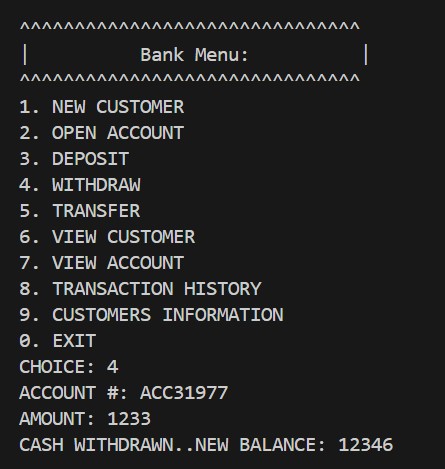 ^^^^^^^^^^^^^^^^^^^^^^^^^^^^^^^
|          Bank Menu:          |
^^^^^^^^^^^^^^^^^^^^^^^^^^^^^^^
1. NEW CUSTOMER
2. OPEN ACCOUNT
3. DEPOSIT
4. WITHDRAW
5. TRANSFER
6. VIEW CUSTOMER
7. VIEW ACCOUNT
8. TRANSACTION HISTORY
9. CUSTOMERS INFORMATION
0. EXIT
CHOICE: 4
ACCOUNT #: ACC31977
AMOUNT: 1233
CASH WITHDRAWN..NEW BALANCE: 12346